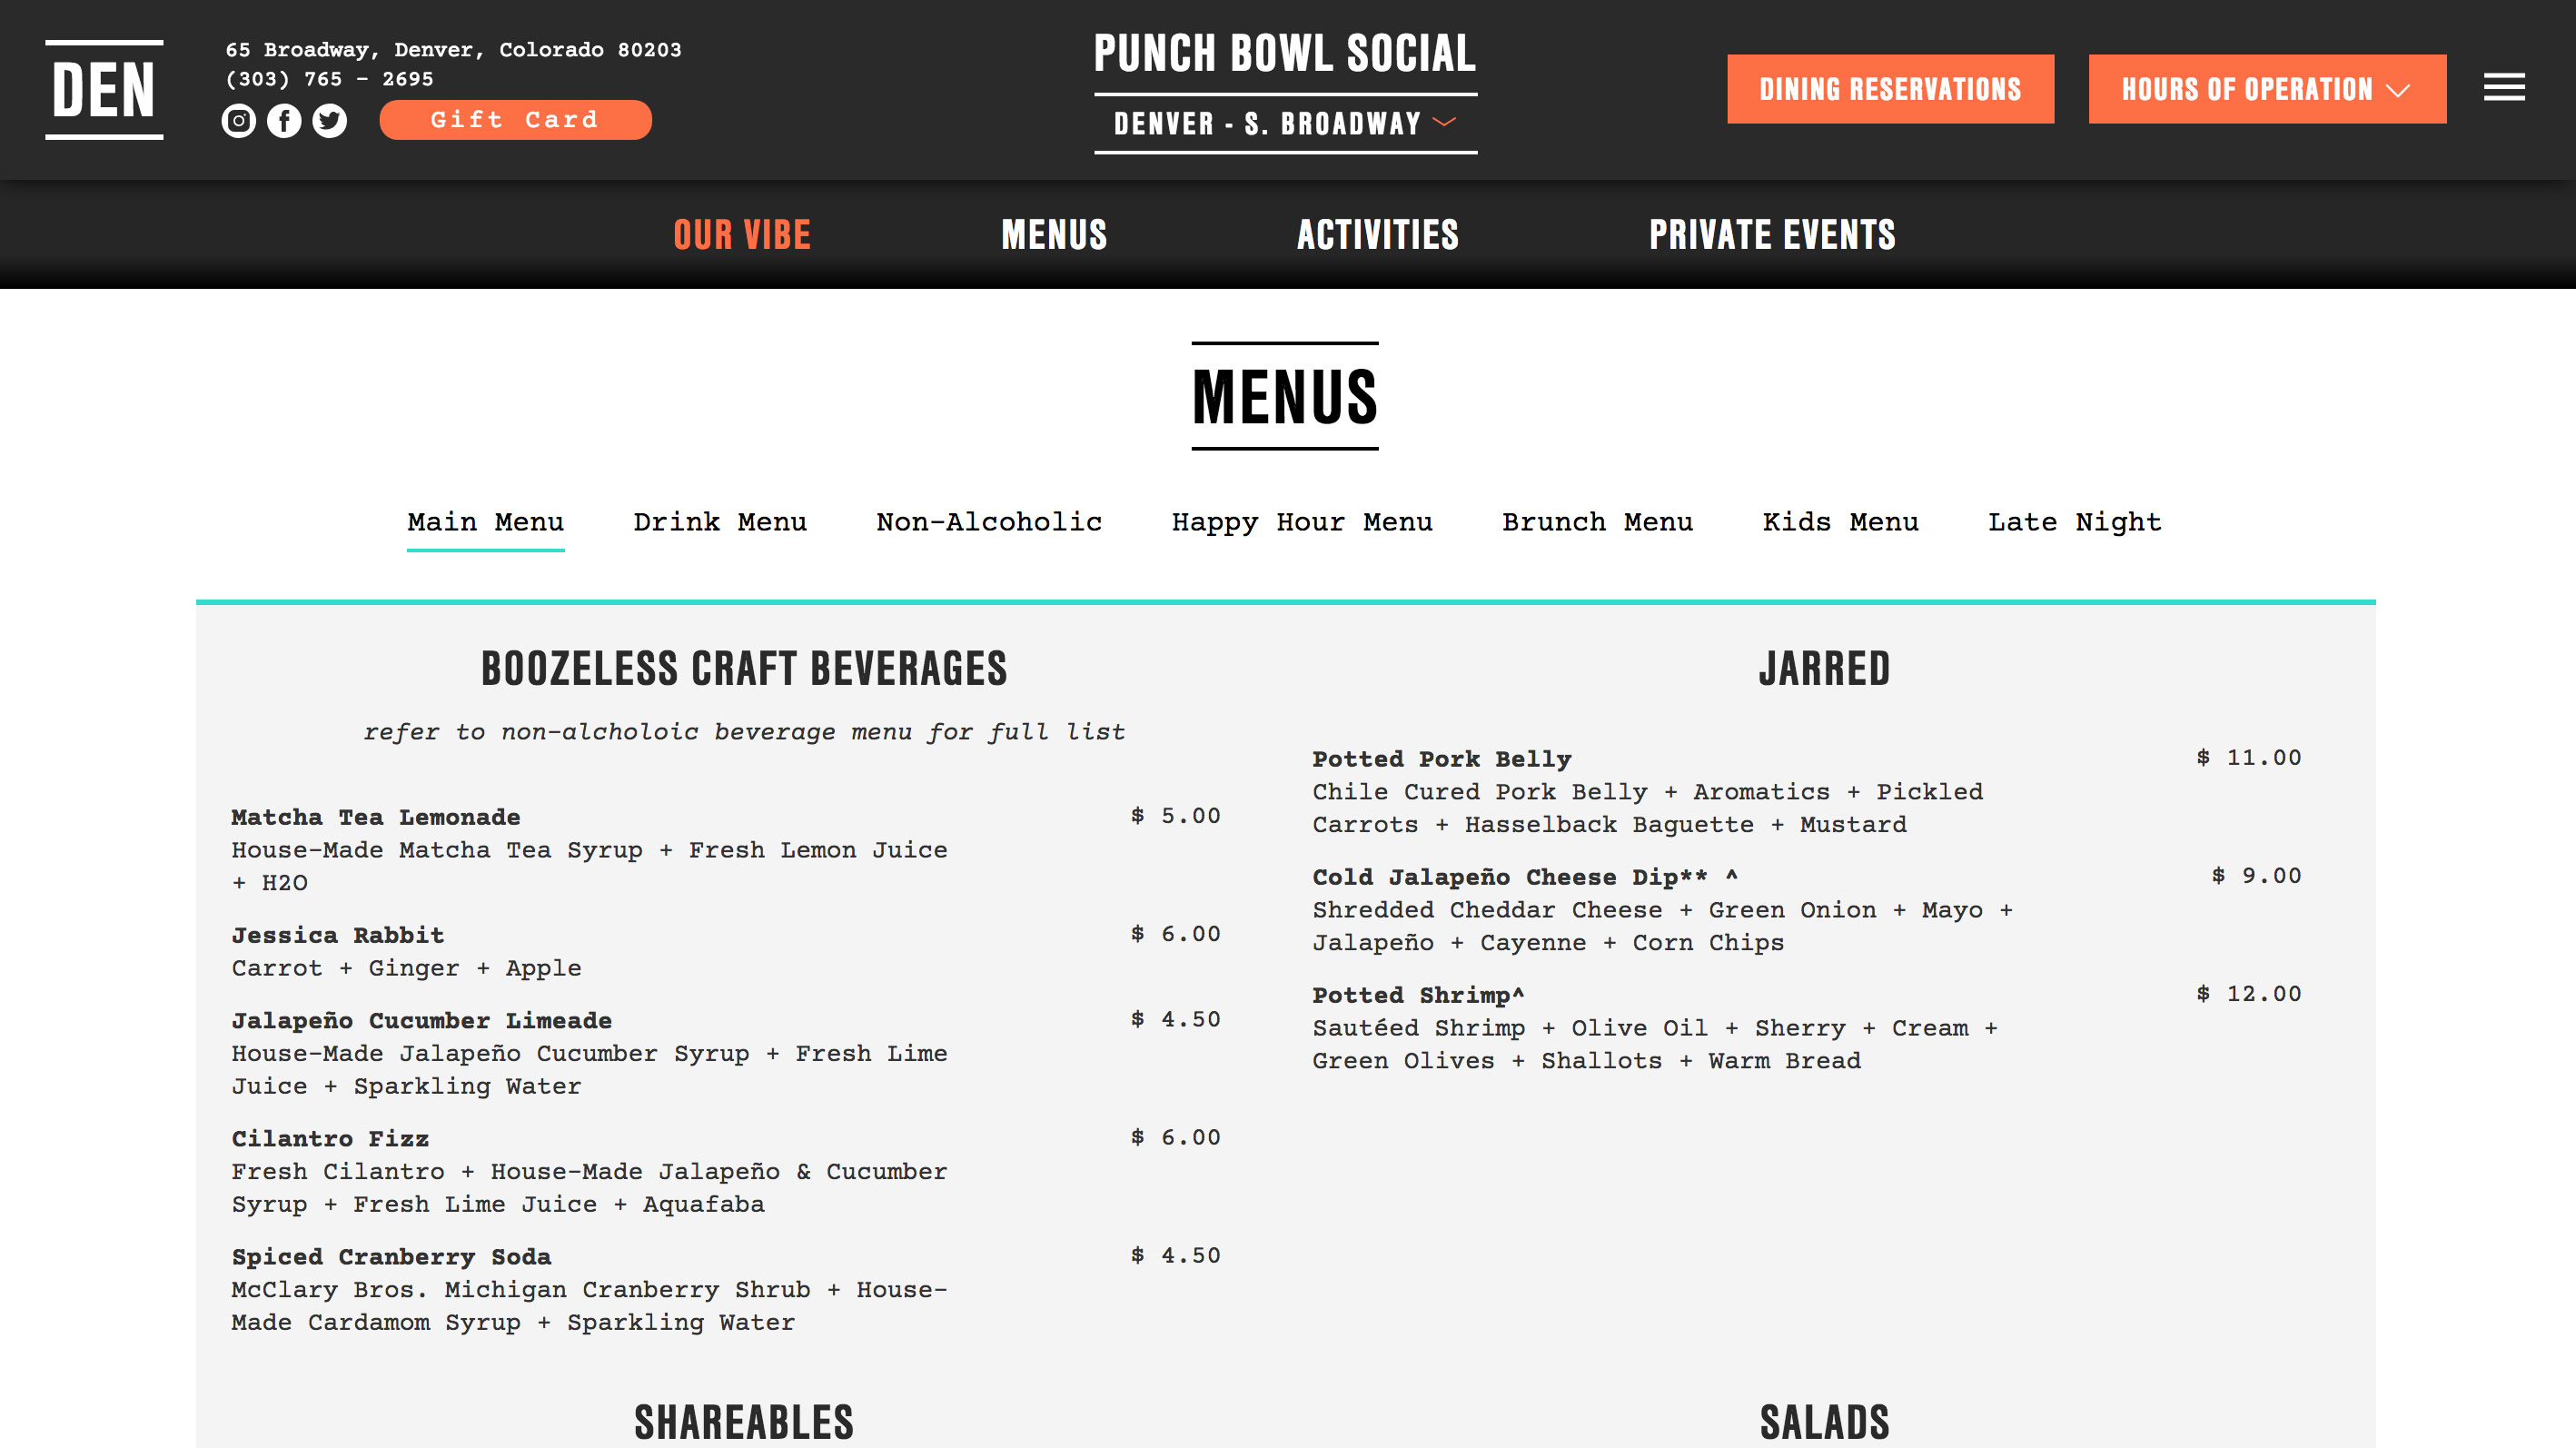 DEN
65 Broadway, Denver, Colorado 80203
(303) 765 - 2695
Gift Card
PUNCH BOWL SOCIAL
DENVER - S. BROADWAY
DINING RESERVATIONS
HOURS OF OPERATION
OUR VIBE
MENUS
ACTIVITIES
PRIVATE EVENTS
MENUS
Main Menu
Drink Menu
Non-Alcoholic
Happy Hour Menu
Brunch Menu
Kids Menu
Late Night
BOOZELESS CRAFT BEVERAGES
refer to non-alcholoic beverage menu for full list
Matcha Tea Lemonade $ 5.00
House-Made Matcha Tea Syrup + Fresh Lemon Juice
+ H2O
Jessica Rabbit $ 6.00
Carrot + Ginger + Apple
Jalapeño Cucumber Limeade $ 4.50
House-Made Jalapeño Cucumber Syrup + Fresh Lime
Juice + Sparkling Water
Cilantro Fizz $ 6.00
Fresh Cilantro + House-Made Jalapeño & Cucumber
Syrup + Fresh Lime Juice + Aquafaba
Spiced Cranberry Soda $ 4.50
McClary Bros. Michigan Cranberry Shrub + House-
Made Cardamom Syrup + Sparkling Water
JARRED
Potted Pork Belly $ 11.00
Chile Cured Pork Belly + Aromatics + Pickled
Carrots + Hasselback Baguette + Mustard
Cold Jalapeño Cheese Dip** ^ $ 9.00
Shredded Cheddar Cheese + Green Onion + Mayo +
Jalapeño + Cayenne + Corn Chips
Potted Shrimp^ $ 12.00
Sautéed Shrimp + Olive Oil + Sherry + Cream +
Green Olives + Shallots + Warm Bread
SHAREABLES
SALADS